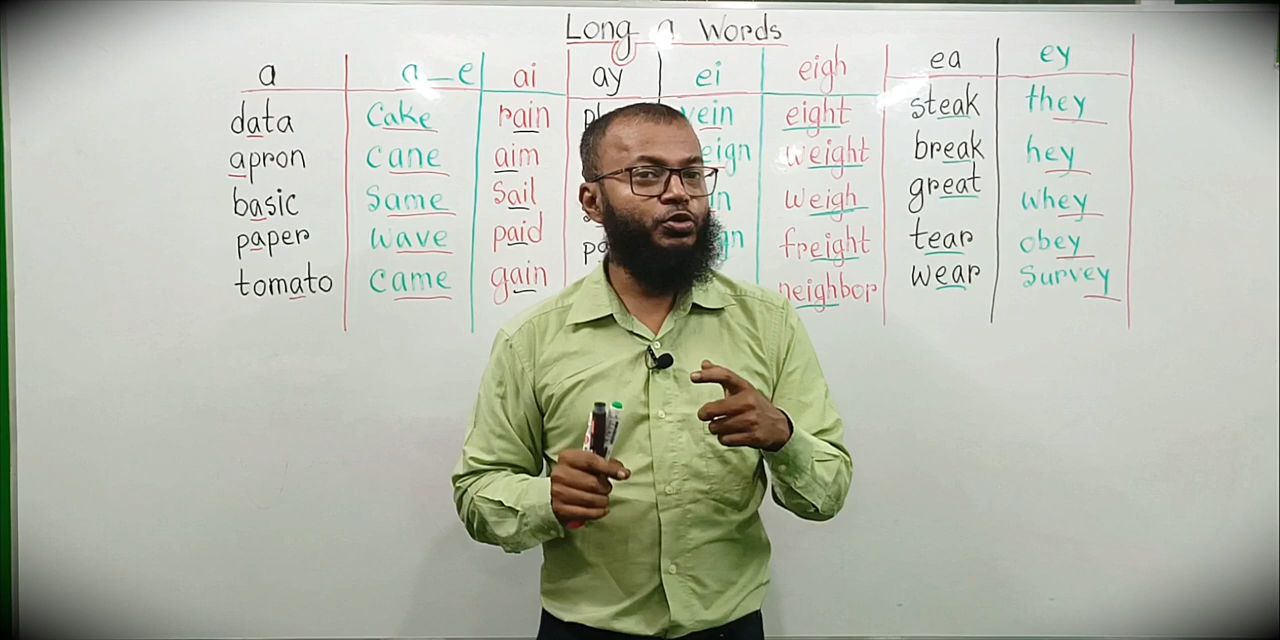 Long a Words
a a_e ai ay ei eigh ea ey
data cake rain vein eight steak they
apron cane aim weight break hey
basic same sail weigh great whey
paper wave paid freight tear obey
tomato came gain neighbor wear survey